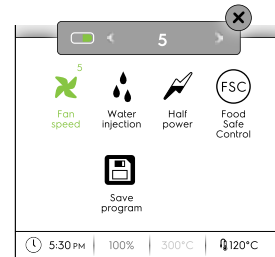 5
5
Fan
speed
Water
injection
Half
power
FSC
Food
Safe
Control
Save
program
5:30 PM 100% 300°C 120°C